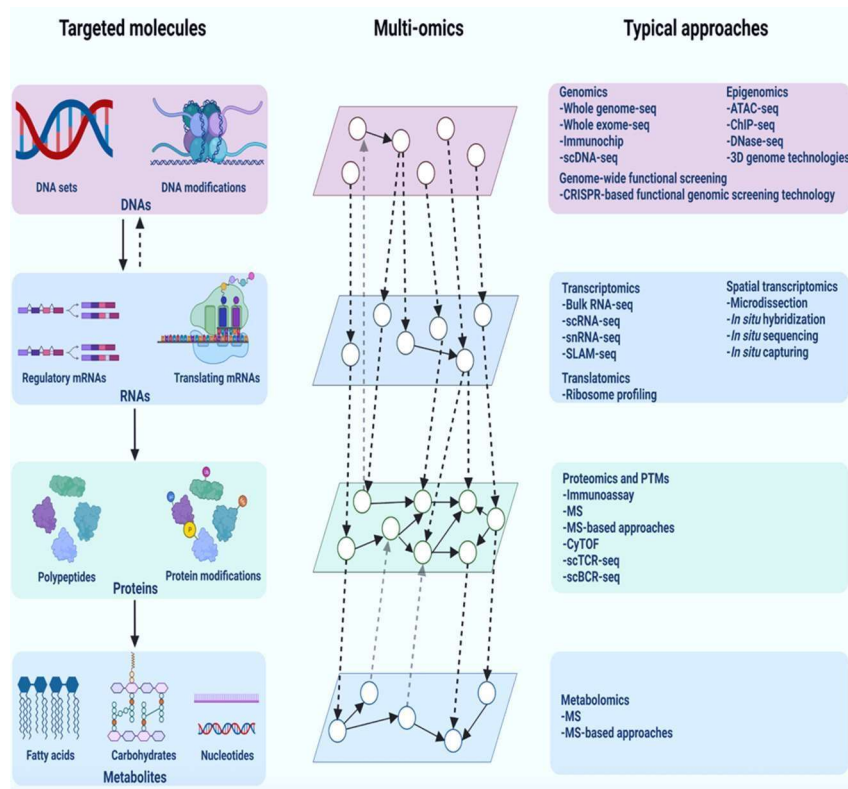 Targeted molecules
Multi-omics
Typical approaches
DNA sets
DNA modifications
DNAs
Genomics
-Whole genome-seq
-Whole exome-seq
-Immunochip
-scDNA-seq
Epigenomics
-ATAC-seq
-ChIP-seq
-DNase-seq
-3D genome technologies
Genome-wide functional screening
-CRISPR-based functional genomic screening technology
Regulatory mRNAs
Translating mRNAs
RNAs
Transcriptomics
-Bulk RNA-seq
-scRNA-seq
-snRNA-seq
-SLAM-seq
Spatial transcriptomics
-Microdissection
-In situ hybridization
-In situ sequencing
-In situ capturing
Translatomics
-Ribosome profiling
P
Polypeptides
Protein modifications
Proteins
Proteomics and PTMs
-Immunoassay
-MS
-MS-based approaches
-CyTOF
-scTCR-seq
-scBCR-seq
Fatty acids
Carbohydrates
Nucleotides
Metabolites
Metabolomics
-MS
-MS-based approaches